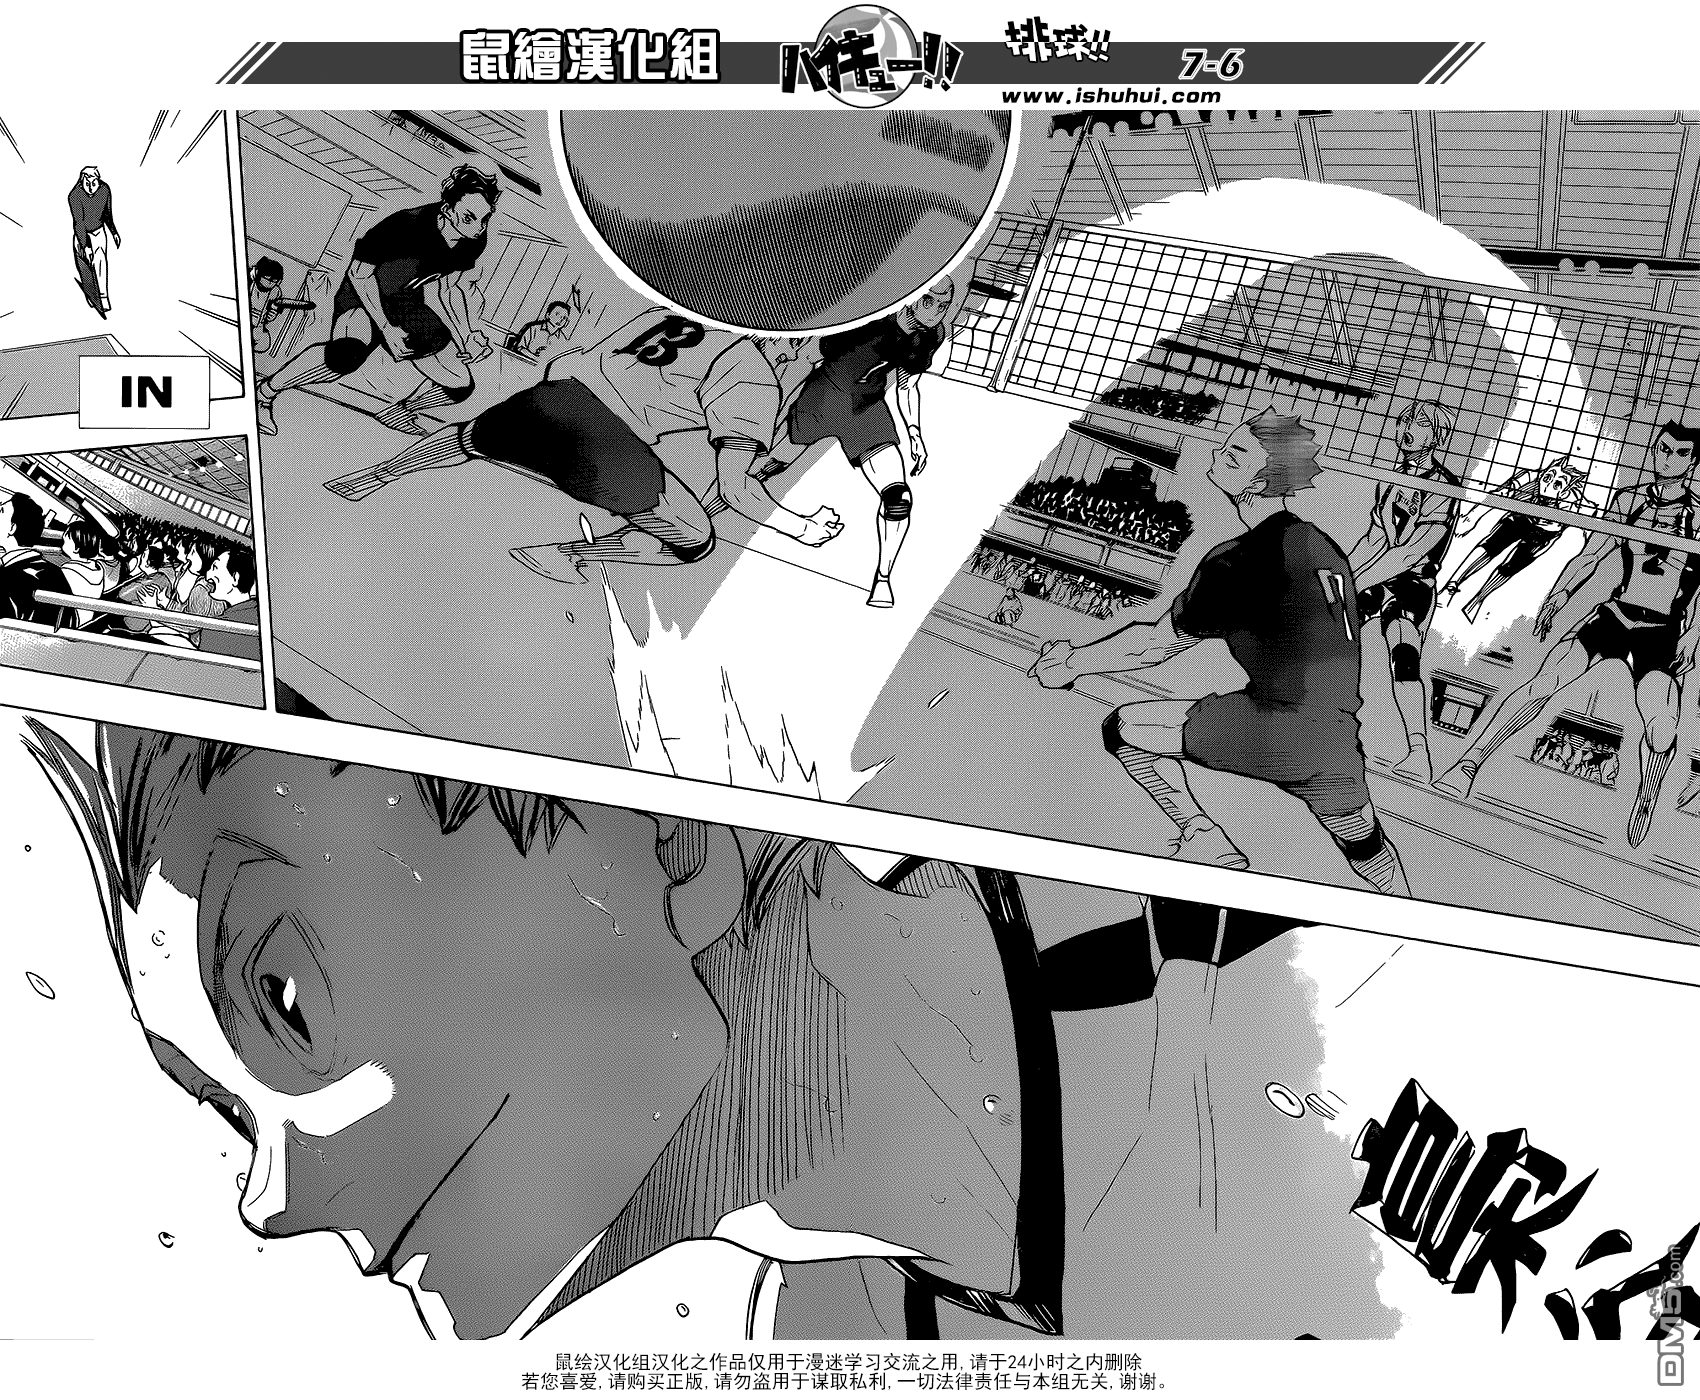 鼠繪漢化組
ハイキュー!!
排球!!
7-6
www.ishuhui.com
IN
鼠绘汉化组汉化之作品仅用于漫迷学习交流之用,请于24小时之内删除
若您喜爱,请购买正版,请勿盗用于谋取私利,一切法律责任与本组无关,谢谢。
DM5.com